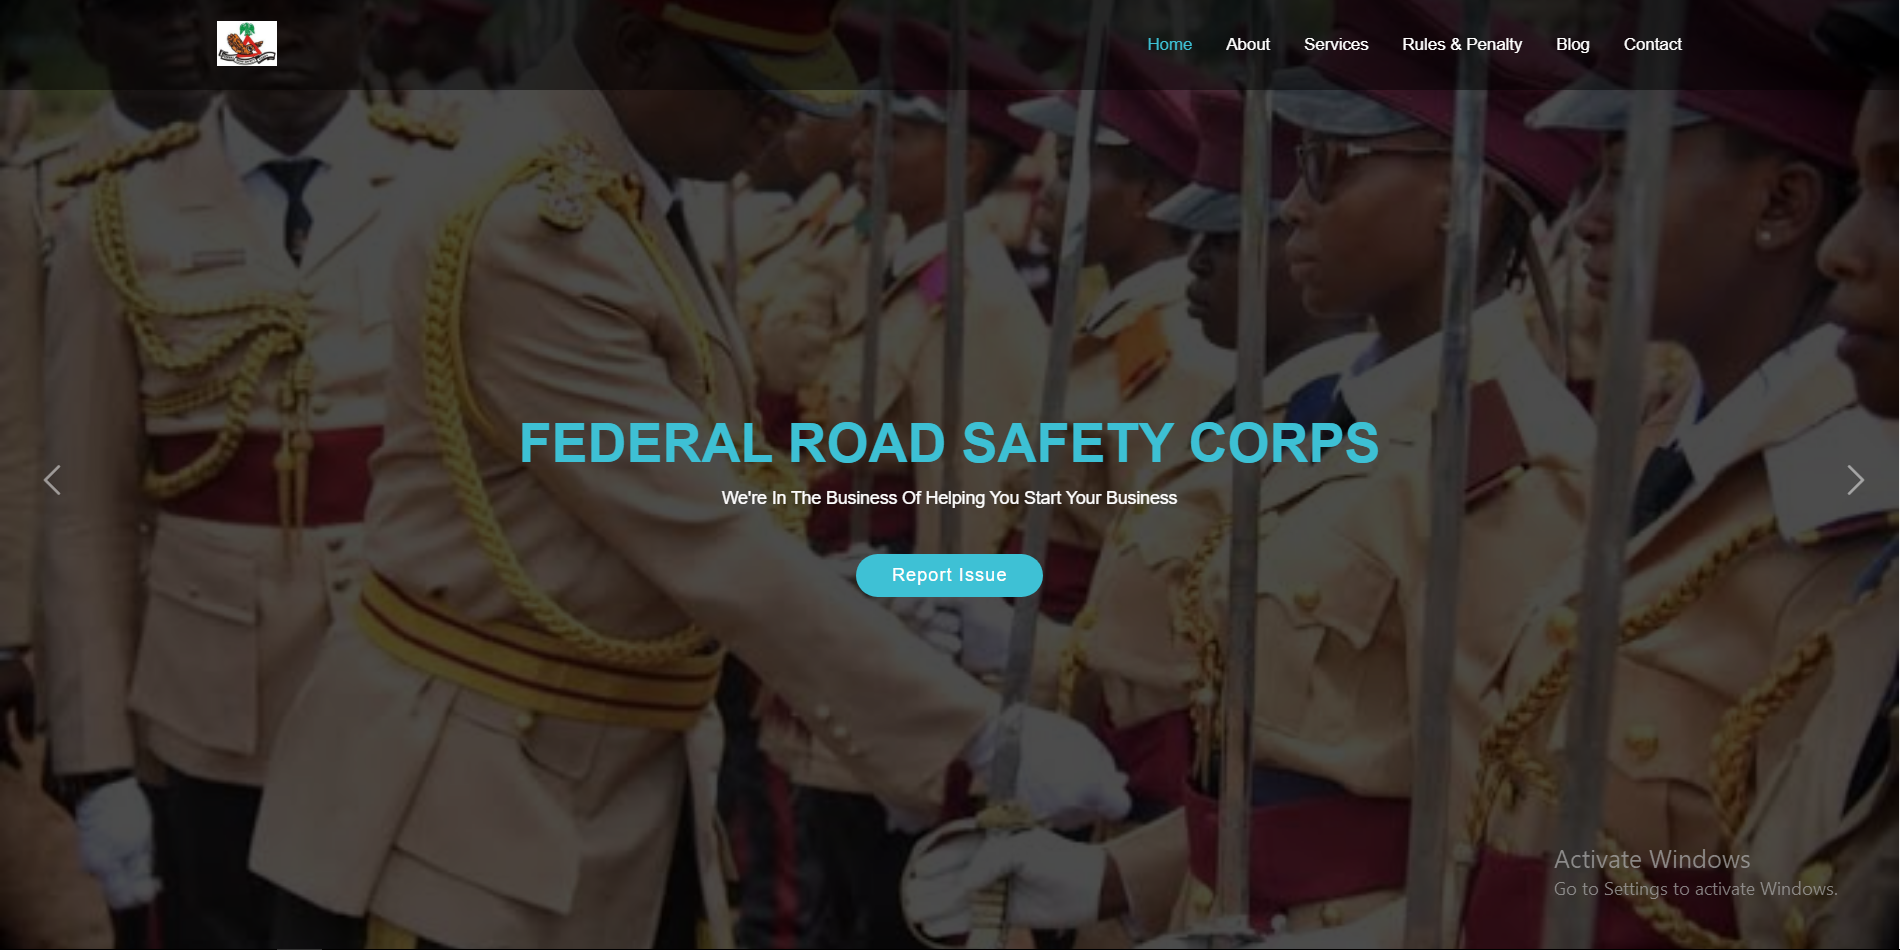 Home About Services Rules & Penalty Blog Contact
FEDERAL ROAD SAFETY CORPS
We're In The Business Of Helping You Start Your Business
Report Issue
Activate Windows
Go to Settings to activate Windows.